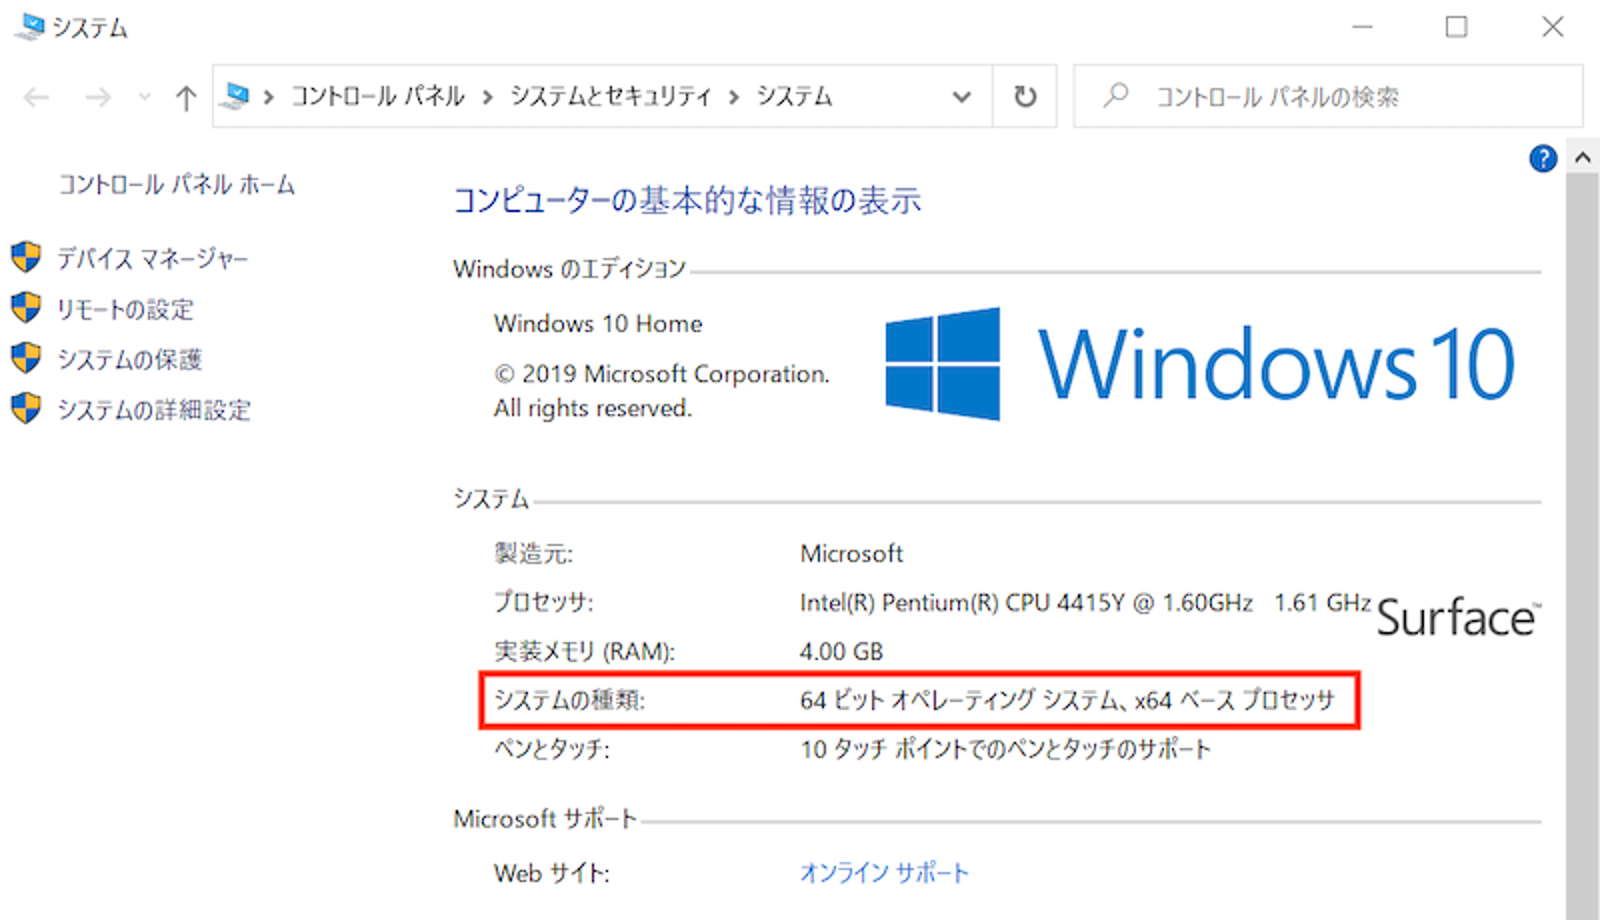 システム
コントロール パネル › システムとセキュリティ › システム
コントロール パネルの検索
コントロール パネル ホーム
デバイス マネージャー
リモートの設定
システムの保護
システムの詳細設定
?
コンピューターの基本的な情報の表示
Windows のエディション
Windows 10 Home
© 2019 Microsoft Corporation.
All rights reserved.
Windows 10
システム
製造元: Microsoft
プロセッサ: Intel(R) Pentium(R) CPU 4415Y @ 1.60GHz 1.61 GHz
Surface™
実装メモリ (RAM): 4.00 GB
システムの種類: 64 ビット オペレーティング システム、x64 ベース プロセッサ
ペンとタッチ: 10 タッチ ポイントでのペンとタッチのサポート
Microsoft サポート
Web サイト: オンライン サポート